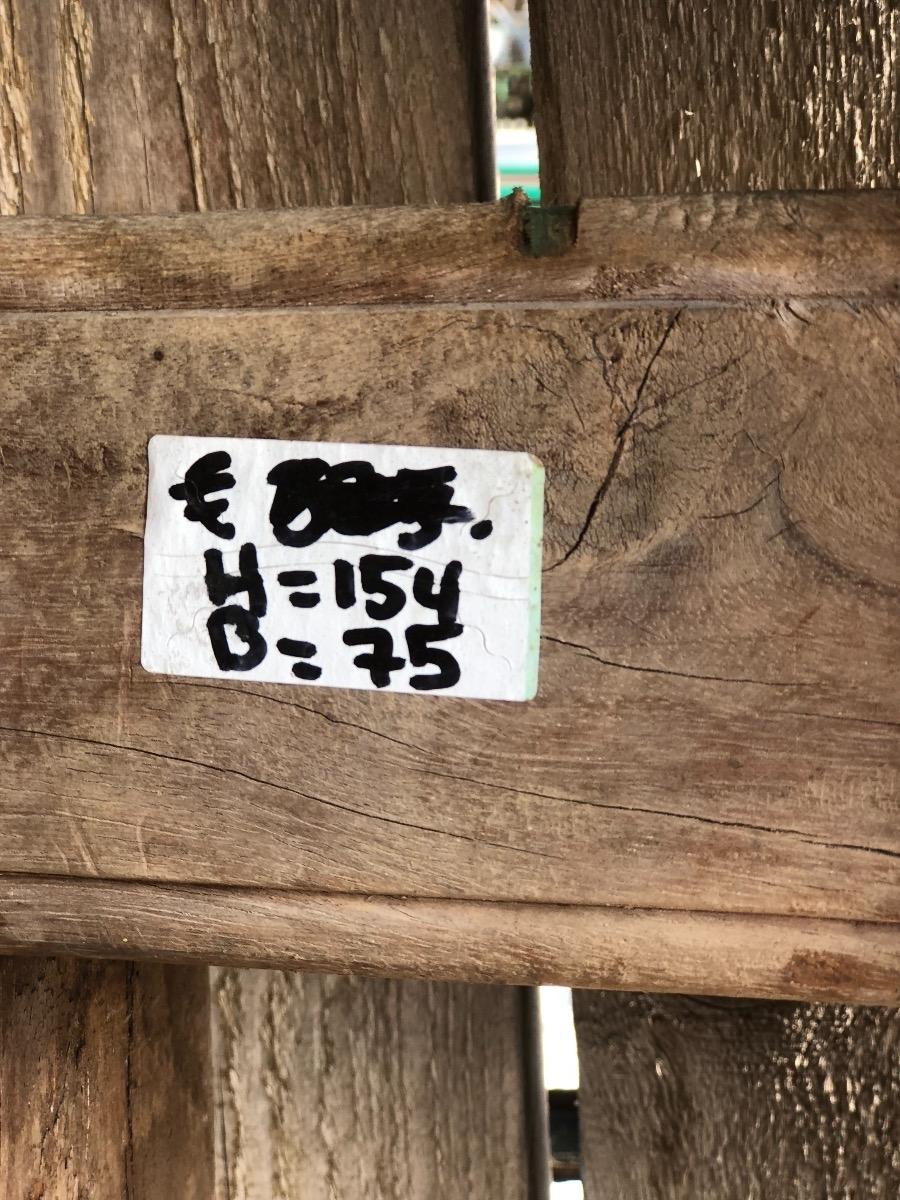 € .
H = 154
B = 75